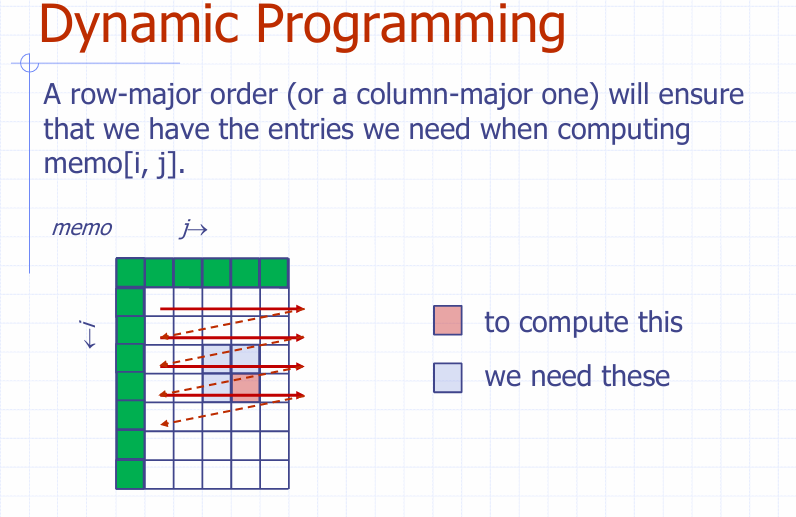 Dynamic Programming
A row-major order (or a column-major one) will ensure
that we have the entries we need when computing
memo[i, j].
memo
j→
←i
to compute this
we need these